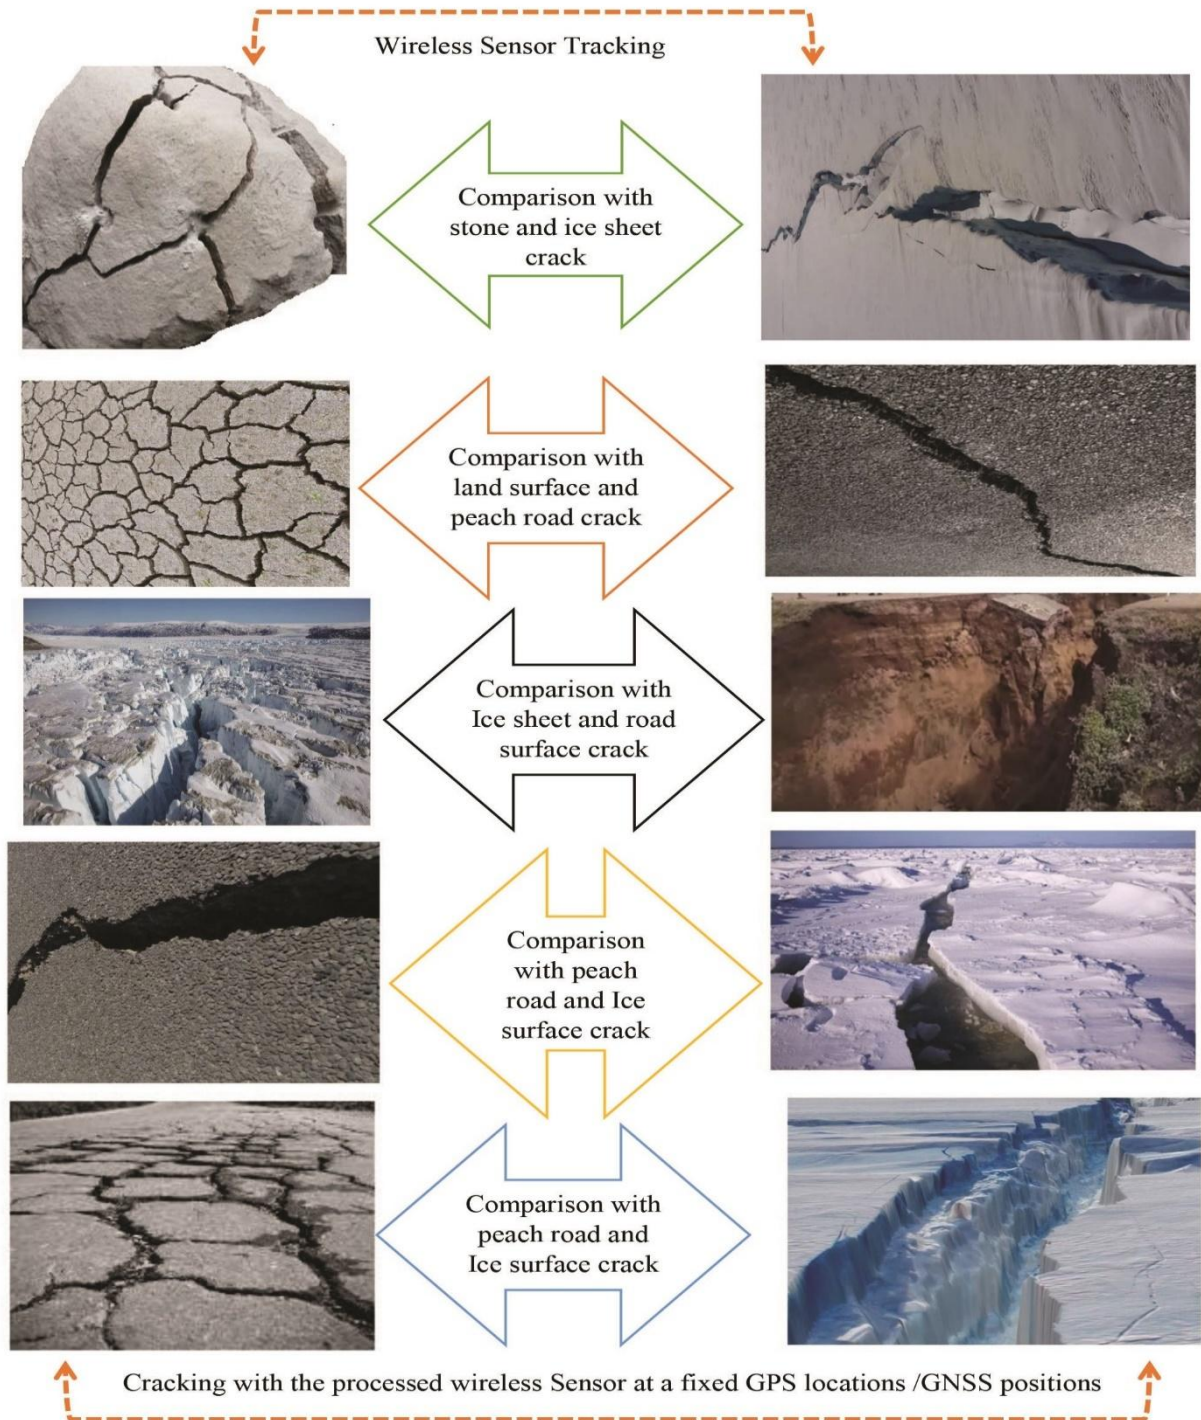 Wireless Sensor Tracking
Comparison with
stone and ice sheet
crack
Comparison with
land surface and
peach road crack
Comparison with
Ice sheet and road
surface crack
Comparison
with peach
road and Ice
surface crack
Comparison with
peach road and
Ice surface crack
Cracking with the processed wireless Sensor at a fixed GPS locations /GNSS positions